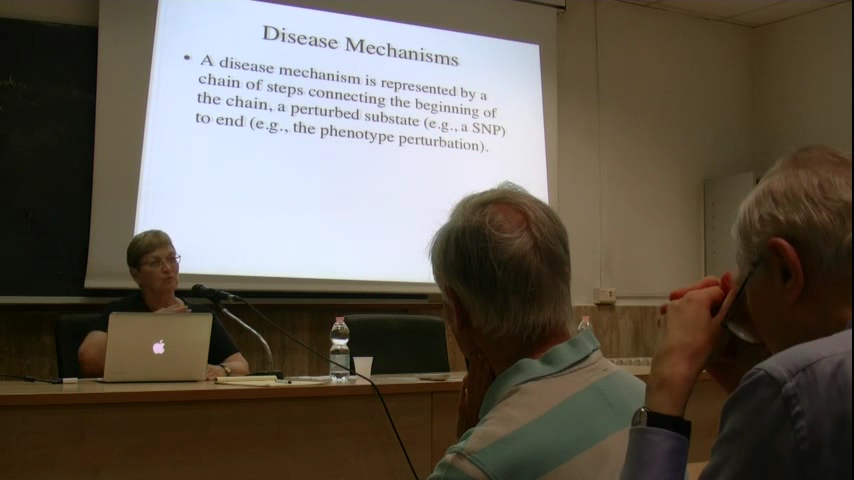 Disease Mechanisms
• A disease mechanism is represented by a
chain of steps connecting the beginning of
the chain, a perturbed substate (e.g., a SNP)
to end (e.g., the phenotype perturbation).